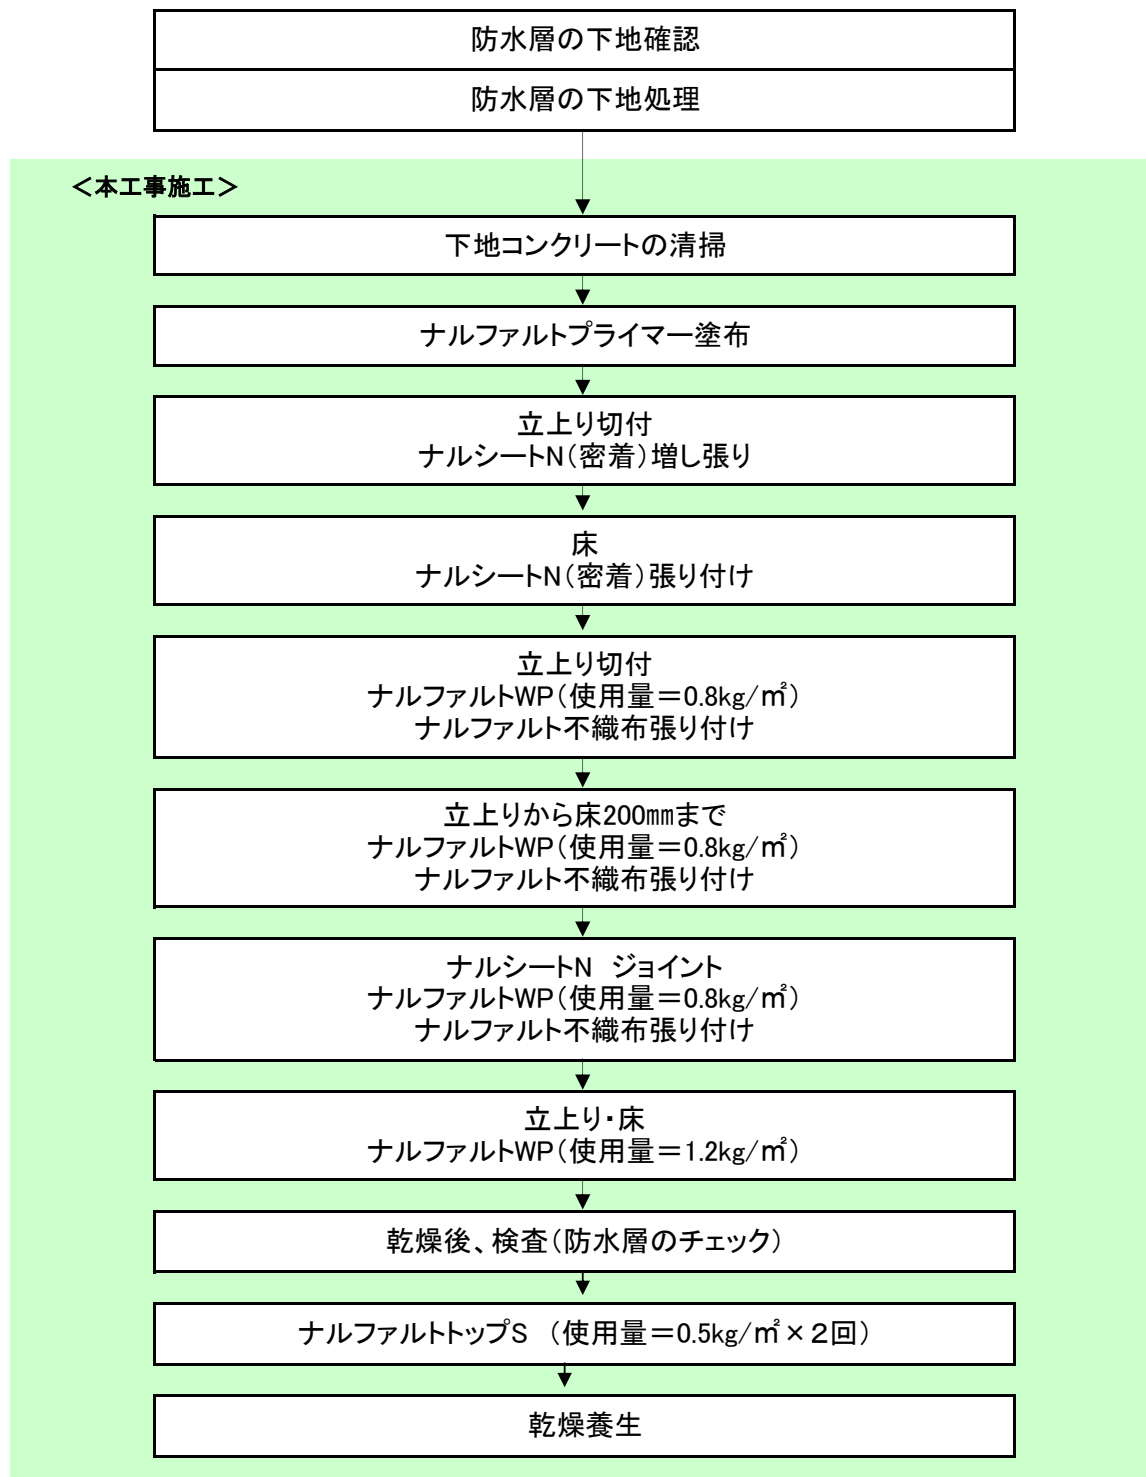 防水層の下地確認
防水層の下地処理
＜本工事施工＞
下地コンクリートの清掃
ナルファルトプライマー塗布
立上り切付
ナルシートN（密着）増し張り
床
ナルシートN（密着）張り付け
立上り切付
ナルファルトWP（使用量＝0.8kg/㎡）
ナルファルト不織布張り付け
立上りから床200㎜まで
ナルファルトWP（使用量＝0.8kg/㎡）
ナルファルト不織布張り付け
ナルシートN　ジョイント
ナルファルトWP（使用量＝0.8kg/㎡）
ナルファルト不織布張り付け
立上り・床
ナルファルトWP（使用量＝1.2kg/㎡）
乾燥後、検査（防水層のチェック）
ナルファルトトップS　（使用量＝0.5kg/㎡×２回）
乾燥養生